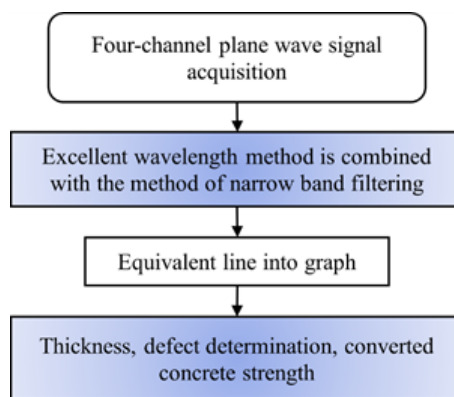 Four-channel plane wave signal
acquisition
Excellent wavelength method is combined
with the method of narrow band filtering
Equivalent line into graph
Thickness, defect determination, converted
concrete strength